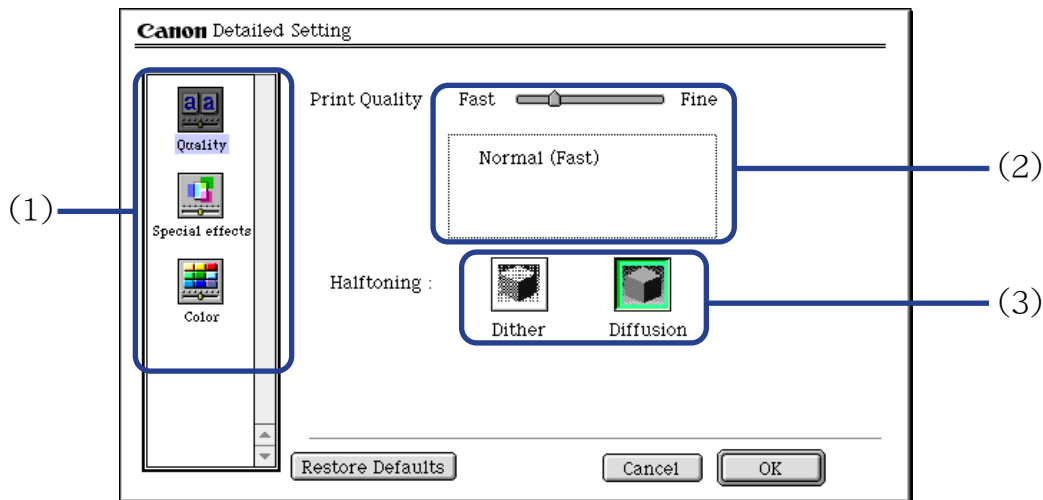 Canon Detailed Setting
Print Quality
Fast
Fine
aa
Quality
Normal (Fast)
(2)
(1)
Special effects
Halftoning :
(3)
Color
Dither
Diffusion
Restore Defaults
Cancel
OK